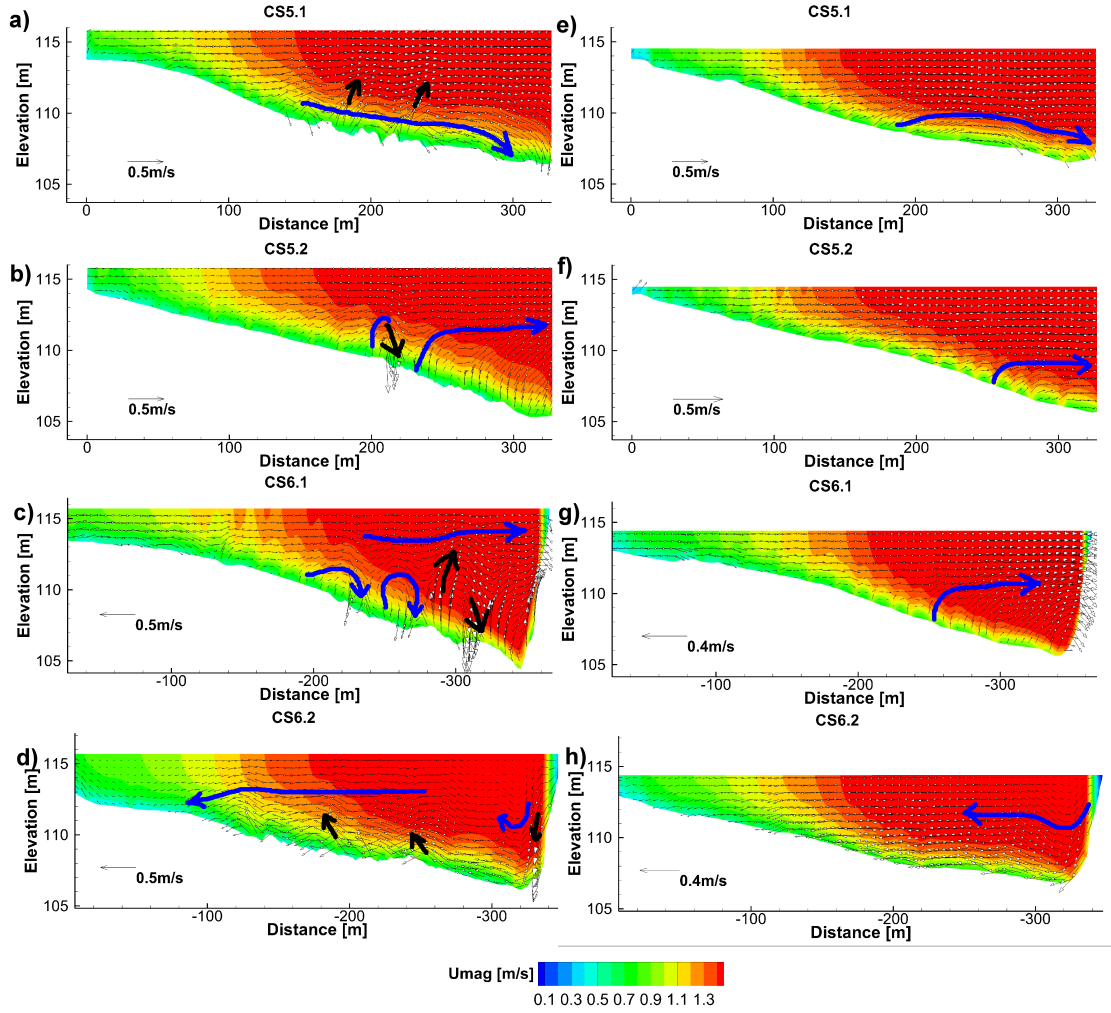 a)
CS5.1
115
110
105
Elevation [m]
0.5m/s
0 100 200 300
Distance [m]
e)
CS5.1
115
110
105
Elevation [m]
0.5m/s
0 100 200 300
Distance [m]
b)
CS5.2
115
110
105
Elevation [m]
0.5m/s
0 100 200 300
Distance [m]
f)
CS5.2
115
110
105
Elevation [m]
0.5m/s
0 100 200 300
Distance [m]
c)
CS6.1
115
110
105
Elevation [m]
0.5m/s
-100 -200 -300
Distance [m]
g)
CS6.1
115
110
105
Elevation [m]
0.4m/s
-100 -200 -300
Distance [m]
d)
CS6.2
115
110
105
Elevation [m]
0.5m/s
-100 -200 -300
Distance [m]
h)
CS6.2
115
110
105
Elevation [m]
0.4m/s
-100 -200 -300
Distance [m]
Umag [m/s]
0.1 0.3 0.5 0.7 0.9 1.1 1.3